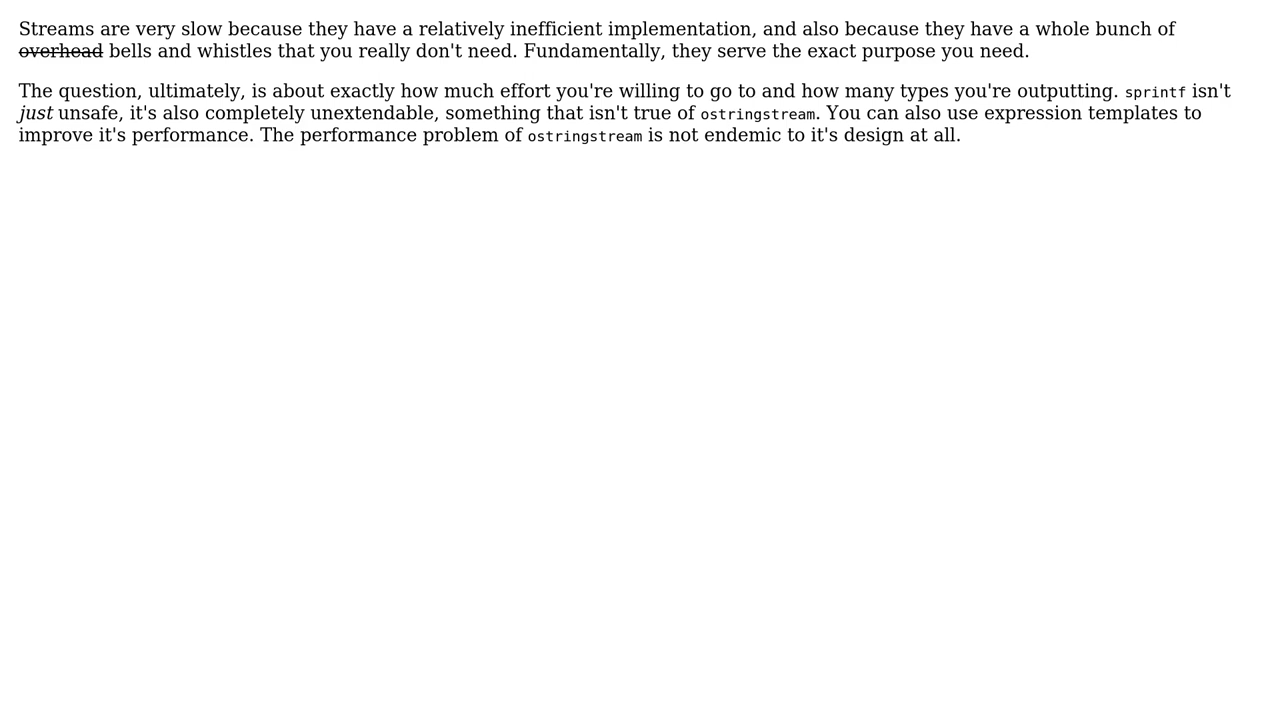 Streams are very slow because they have a relatively inefficient implementation, and also because they have a whole bunch of
overhead bells and whistles that you really don't need. Fundamentally, they serve the exact purpose you need.
The question, ultimately, is about exactly how much effort you're willing to go to and how many types you're outputting. sprintf isn't
just unsafe, it's also completely unextendable, something that isn't true of ostringstream. You can also use expression templates to
improve it's performance. The performance problem of ostringstream is not endemic to it's design at all.